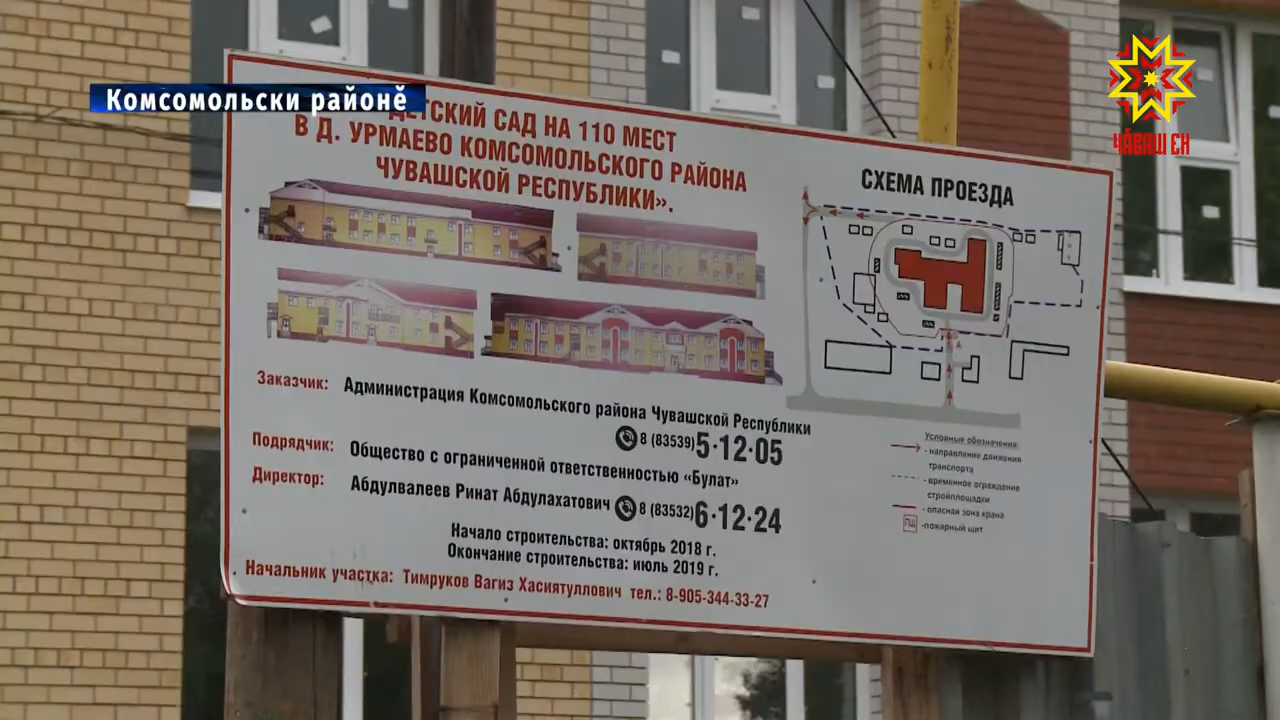 Комсомольски районӗ
ЧӐВАШ ЕН
ДЕТСКИЙ САД НА 110 МЕСТ
В Д. УРМАЕВО КОМСОМОЛЬСКОГО РАЙОНА
ЧУВАШСКОЙ РЕСПУБЛИКИ».
СХЕМА ПРОЕЗДА
Заказчик: Администрация Комсомольского района Чувашской Республики
8 (83539) 5·12·05
Подрядчик: Общество с ограниченной ответственностью «Булат»
Директор: Абдулвалеев Ринат Абдулахатович 8 (83532) 6·12·24
Начало строительства: октябрь 2018 г.
Окончание строительства: июль 2019 г.
Начальник участка: Тимруков Вагиз Хасиятуллович тел.: 8-905-344-33-27
Условные обозначения:
- направление движения
транспорта
- временное ограждение
стройплощадки
- опасная зона крана
ПЩ -пожарный щит